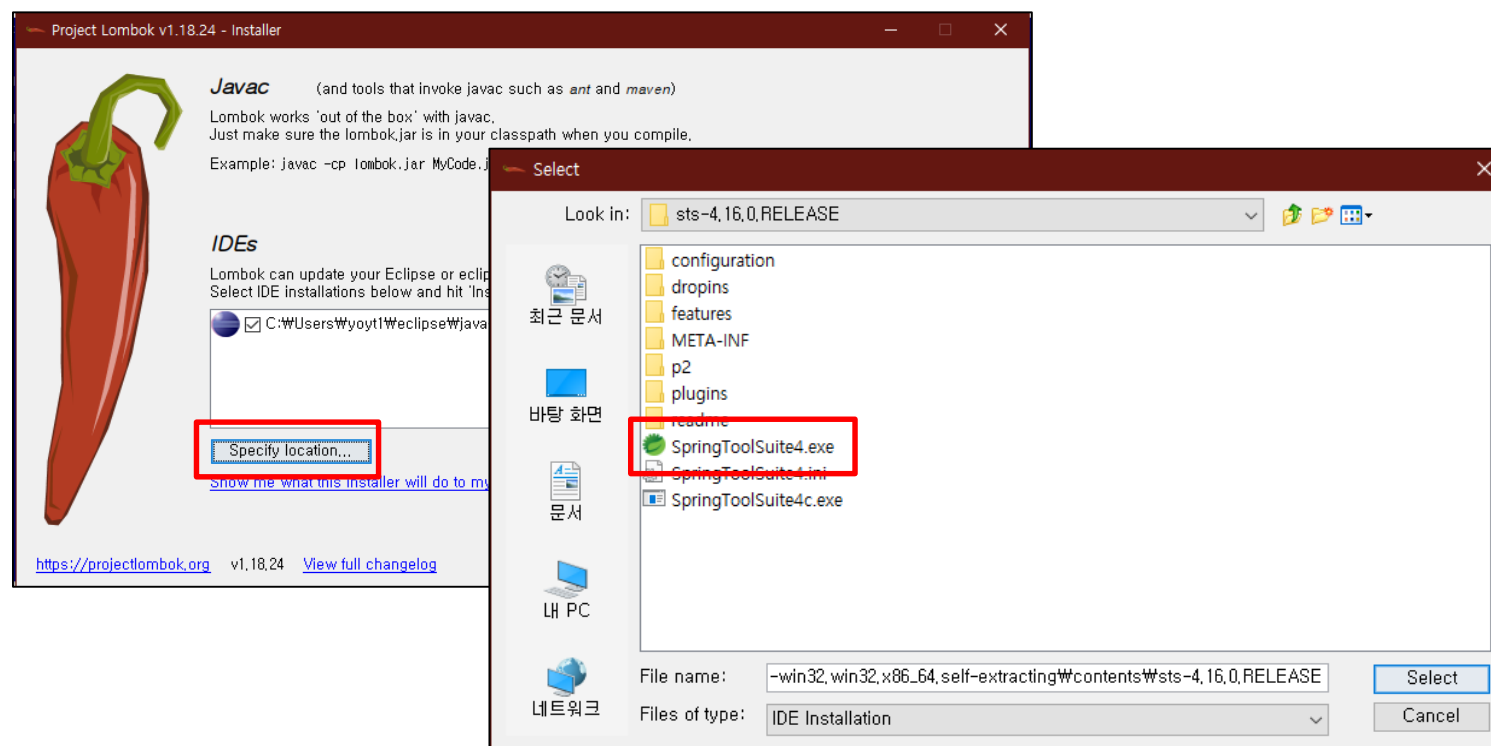 Project Lombok v1.18.24 - Installer
Javac (and tools that invoke javac such as ant and maven)
Lombok works 'out of the box' with javac.
Just make sure the lombok.jar is in your classpath when you compile.
Example: javac -cp lombok.jar MyCode.j
IDEs
Lombok can update your Eclipse or eclip
Select IDE installations below and hit 'Ins
C:₩Users₩yoyt1₩eclipse₩java
Specify location...
Show me what this installer will do to my
https://projectlombok.org v1.18.24 View full changelog
Select
Look in: sts-4.16.0.RELEASE
최근 문서
바탕 화면
문서
내 PC
네트워크
configuration
dropins
features
META-INF
p2
plugins
readme
SpringToolSuite4.exe
SpringToolSuite4.ini
SpringToolSuite4c.exe
File name: -win32.win32.x86_64.self-extracting₩contents₩sts-4.16.0.RELEASE
Select
Files of type: IDE Installation
Cancel